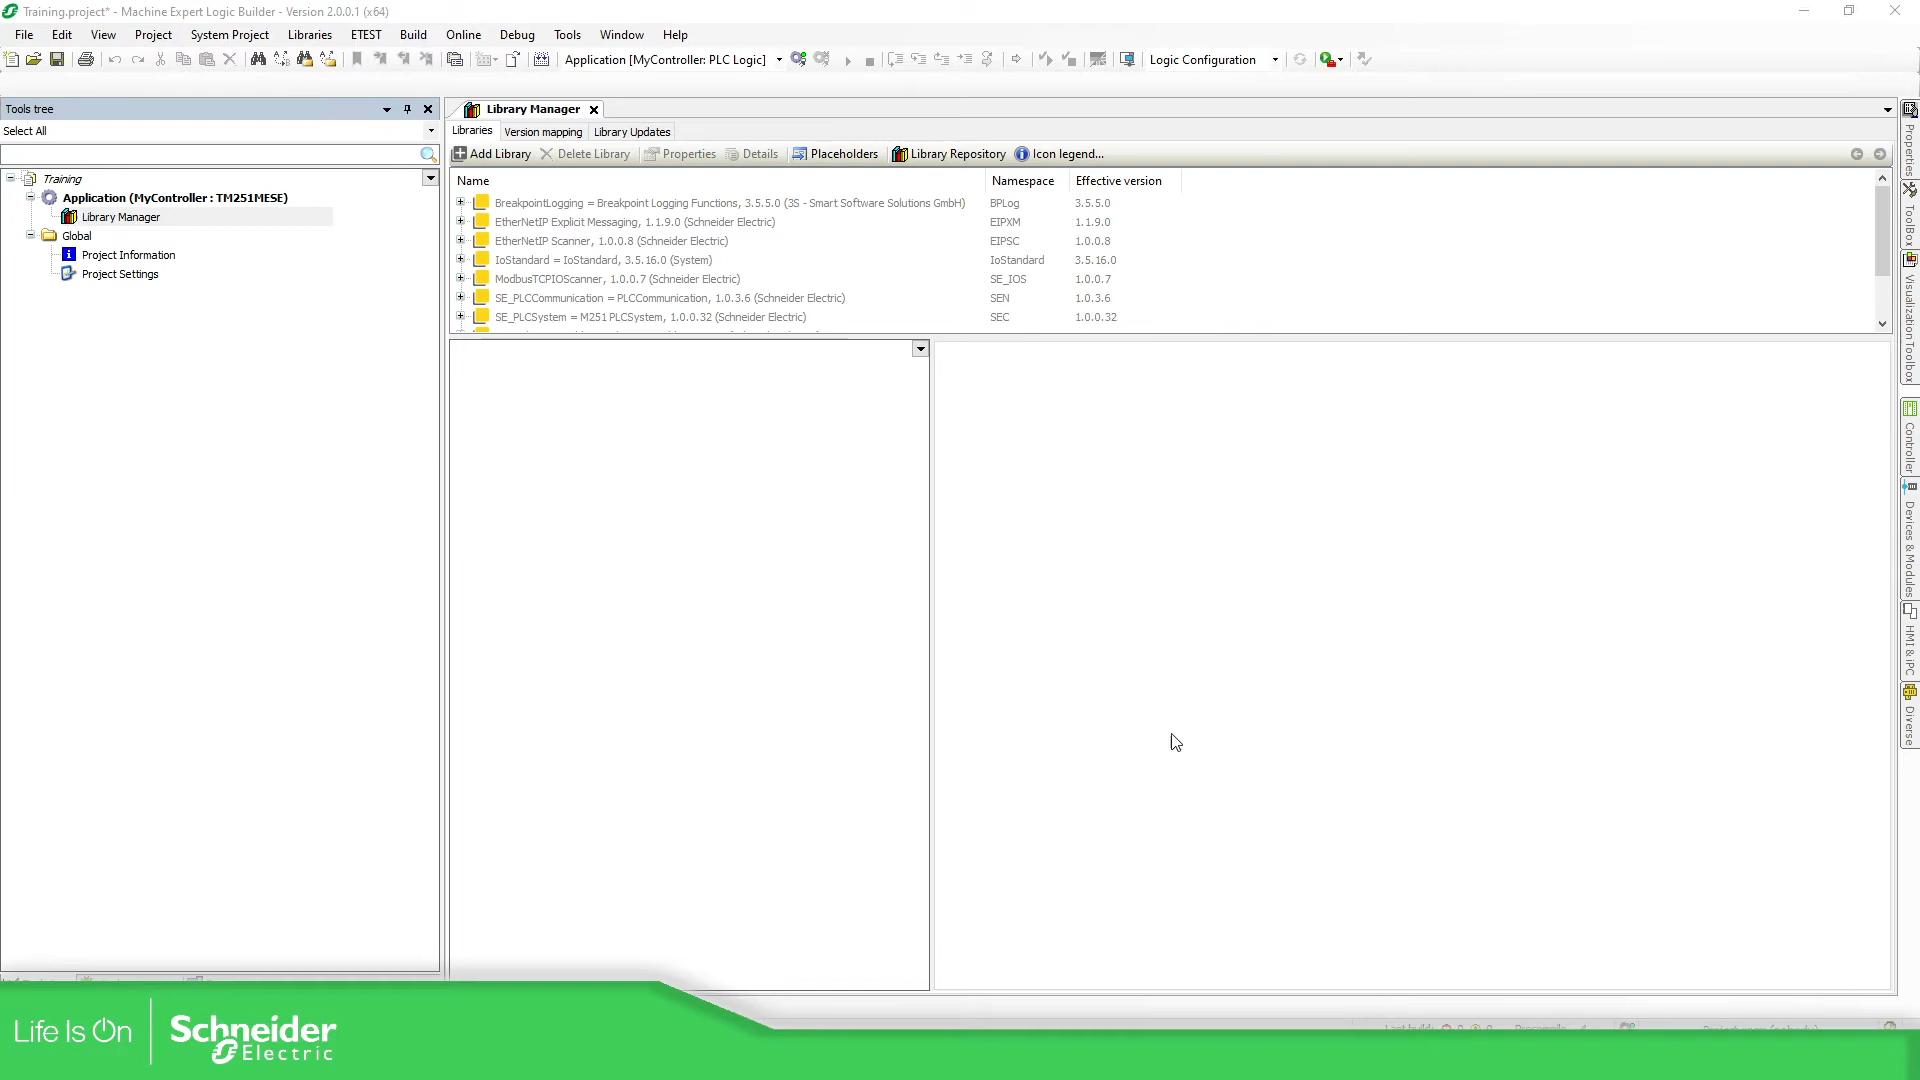 Training.project* - Machine Expert Logic Builder - Version 2.0.0.1 (x64)
File Edit View Project System Project Libraries ETEST Build Online Debug Tools Window Help
Application [MyController: PLC Logic] Logic Configuration
Tools tree
Select All
Training
Application (MyController : TM251MESE)
Library Manager
Global
Project Information
Project Settings
Library Manager
Libraries Version mapping Library Updates
Add Library Delete Library Properties Details Placeholders Library Repository Icon legend...
Name Namespace Effective version
BreakpointLogging = Breakpoint Logging Functions, 3.5.5.0 (3S - Smart Software Solutions GmbH) BPLog 3.5.5.0
EtherNetIP Explicit Messaging, 1.1.9.0 (Schneider Electric) EIPXM 1.1.9.0
EtherNetIP Scanner, 1.0.0.8 (Schneider Electric) EIPSC 1.0.0.8
IoStandard = IoStandard, 3.5.16.0 (System) IoStandard 3.5.16.0
ModbusTCPIOScanner, 1.0.0.7 (Schneider Electric) SE_IOS 1.0.0.7
SE_PLCCommunication = PLCCommunication, 1.0.3.6 (Schneider Electric) SEN 1.0.3.6
SE_PLCSystem = M251 PLCSystem, 1.0.0.32 (Schneider Electric) SEC 1.0.0.32
Properties
ToolBox
Visualization Toolbox
Controller
Devices & Modules
HMI & iPC
Diverse
Life Is On
Schneider
Electric